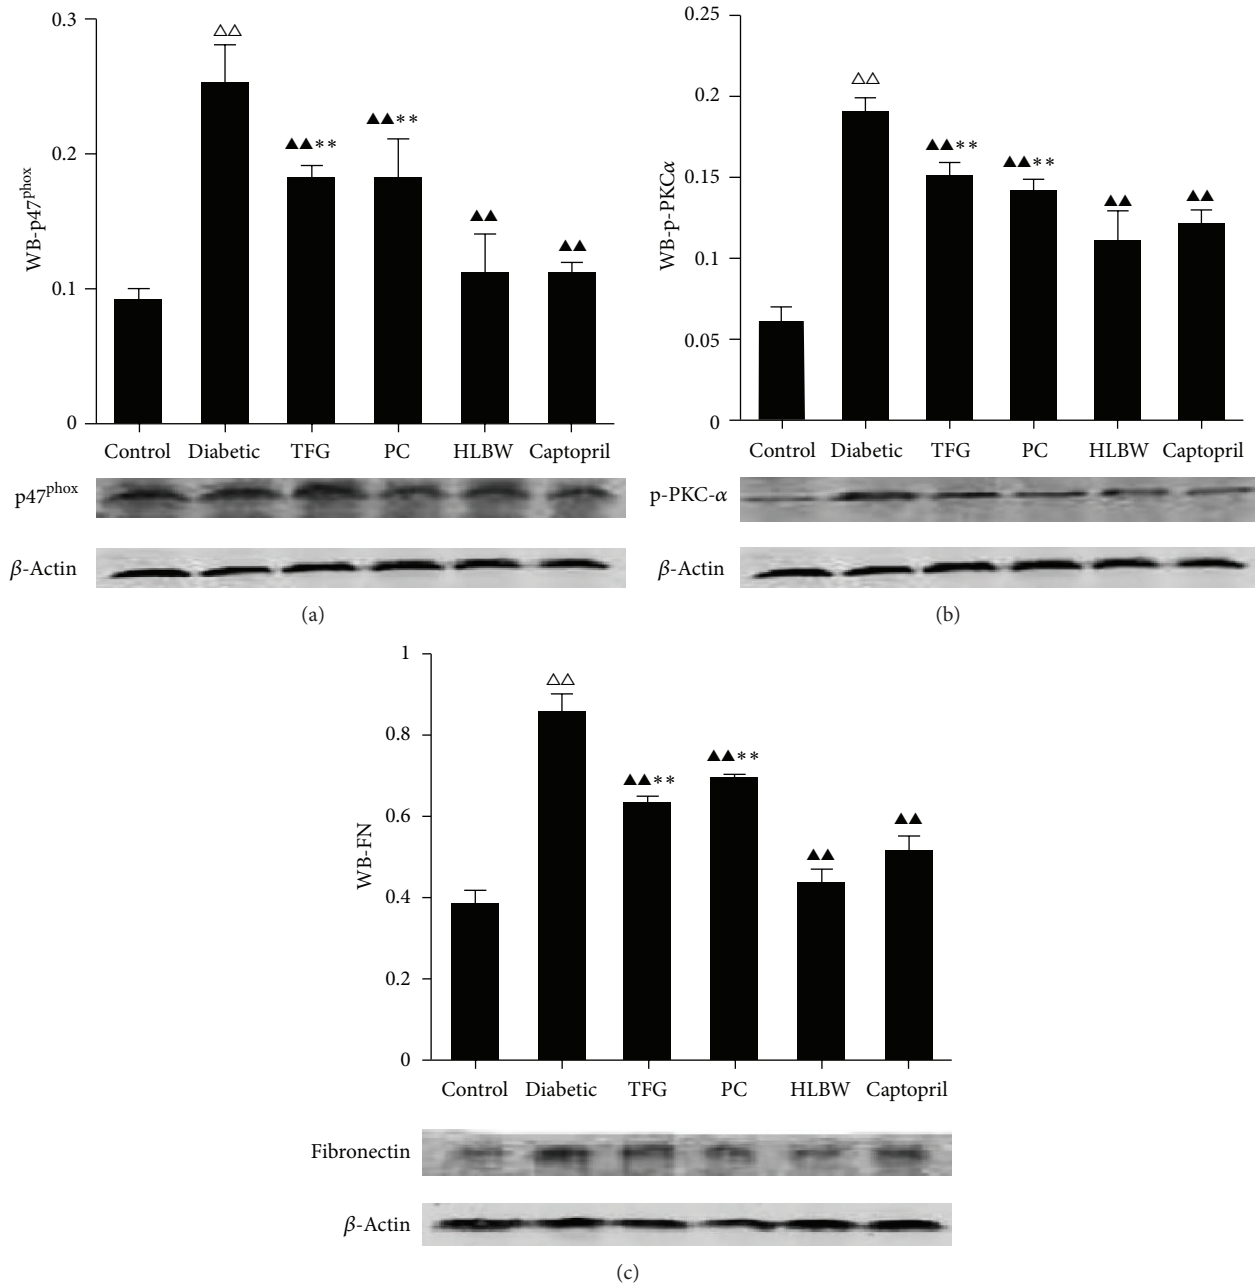 0.3
0.2
0.1
0
WB-p47phox
△△
▲▲**
▲▲**
▲▲
▲▲
Control Diabetic TFG PC HLBW Captopril
p47phox
β-Actin
(a)
0.25
0.2
0.15
0.1
0.05
0
WB-p-PKCα
△△
▲▲**
▲▲**
▲▲
▲▲
Control Diabetic TFG PC HLBW Captopril
p-PKC-α
β-Actin
(b)
1
0.8
0.6
0.4
0.2
0
WB-FN
△△
▲▲**
▲▲**
▲▲
▲▲
Control Diabetic TFG PC HLBW Captopril
Fibronectin
β-Actin
(c)